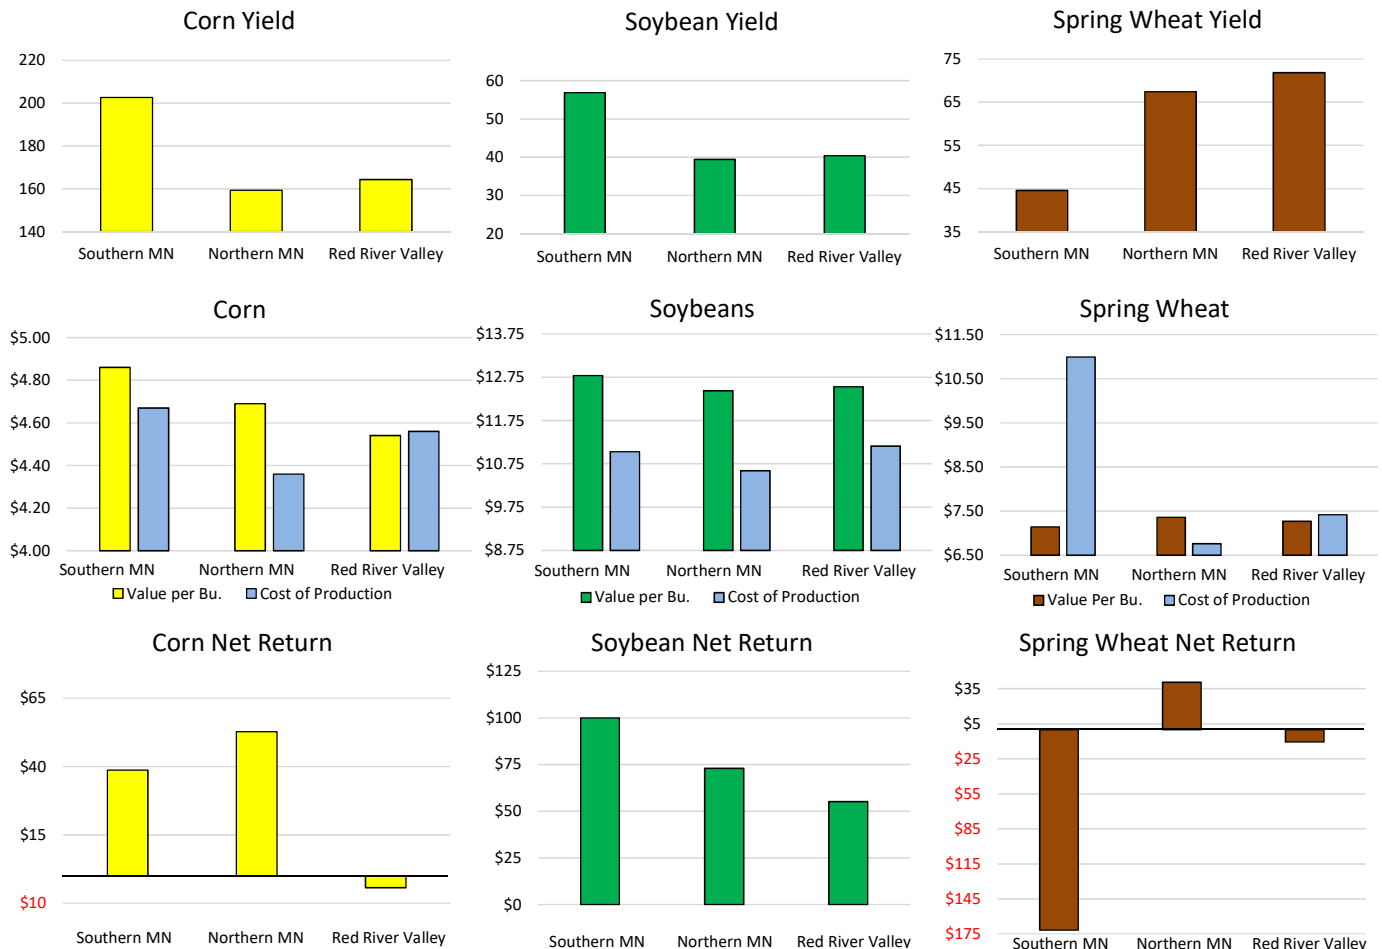 Corn Yield
220
200
180
160
140
Southern MN Northern MN Red River Valley
Soybean Yield
60
50
40
30
20
Southern MN Northern MN Red River Valley
Spring Wheat Yield
75
65
55
45
35
Southern MN Northern MN Red River Valley
Corn
$5.00
$4.80
$4.60
$4.40
$4.20
$4.00
Southern MN Northern MN Red River Valley
Value per Bu. Cost of Production
Soybeans
$13.75
$12.75
$11.75
$10.75
$9.75
$8.75
Southern MN Northern MN Red River Valley
Value per Bu. Cost of Production
Spring Wheat
$11.50
$10.50
$9.50
$8.50
$7.50
$6.50
Southern MN Northern MN Red River Valley
Value Per Bu. Cost of Production
Corn Net Return
$65
$40
$15
$10
Southern MN Northern MN Red River Valley
Soybean Net Return
$125
$100
$75
$50
$25
$0
Southern MN Northern MN Red River Valley
Spring Wheat Net Return
$35
$5
$25
$55
$85
$115
$145
$175
Southern MN Northern MN Red River Valley